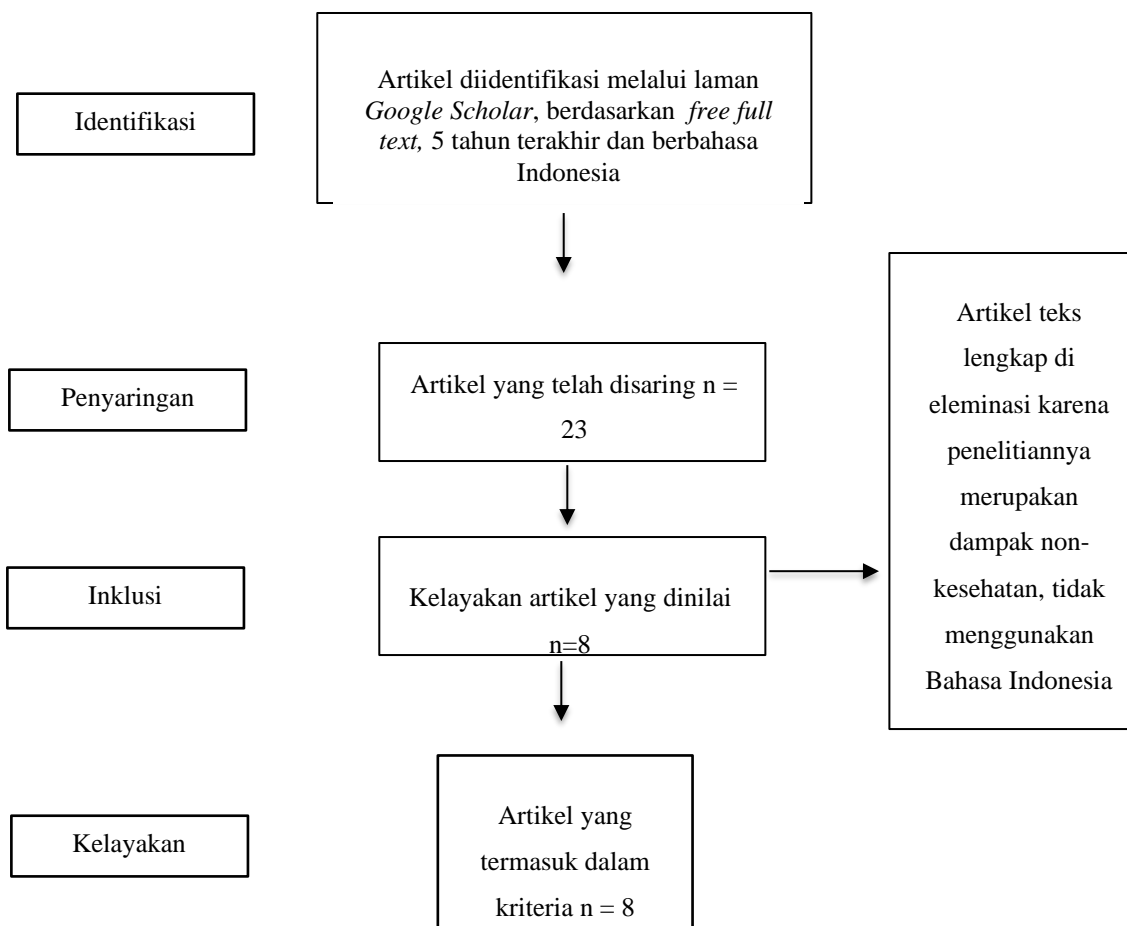 Identifikasi
Artikel diidentifikasi melalui laman
Google Scholar, berdasarkan free full
text, 5 tahun terakhir dan berbahasa
Indonesia
Penyaringan
Artikel yang telah disaring n =
23
Artikel teks
lengkap di
eleminasi karena
penelitiannya
merupakan
dampak non-
kesehatan, tidak
menggunakan
Bahasa Indonesia
Inklusi
Kelayakan artikel yang dinilai
n=8
Kelayakan
Artikel yang
termasuk dalam
kriteria n = 8